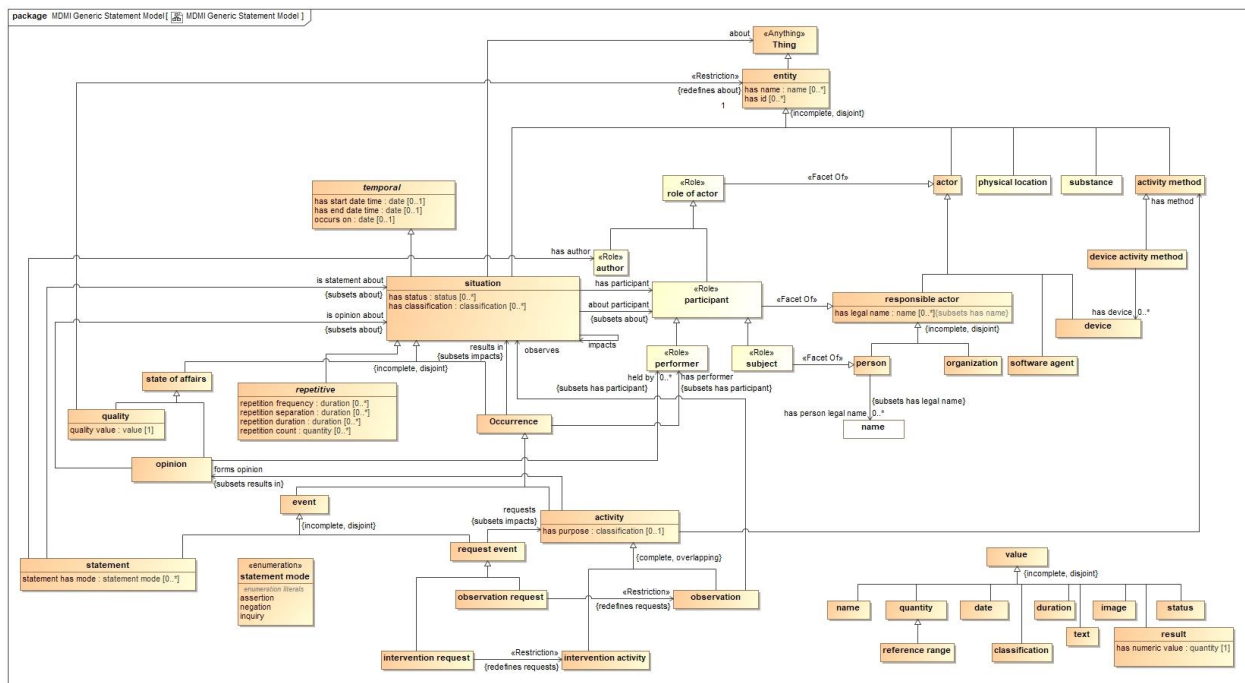 package MDMI Generic Statement Model [ MDMI Generic Statement Model ]
about
«Anything»
Thing
«Restriction»
{redefines about}
1
entity
has name : name [0..*]
has id [0..*]
{incomplete, disjoint}
temporal
has start date time : date [0..1]
has end date time : date [0..1]
occurs on : date [0..1]
«Role»
role of actor
«Facet Of»
actor
physical location
substance
activity method
has method
has author
«Role»
author
device activity method
is statement about
{subsets about}
situation
has status : status [0..*]
has classification : classification [0..*]
has participant
about participant
{subsets about}
«Role»
participant
«Facet Of»
responsible actor
has legal name : name [0..*]{subsets has name}
has device
0..*
device
is opinion about
{subsets about}
{incomplete, disjoint}
results in
{subsets impacts}
{incomplete, disjoint}
observes
impacts
«Role»
performer
«Role»
subject
«Facet Of»
person
organization
software agent
state of affairs
held by
0..*
{subsets has participant}
has performer
{subsets has participant}
repetitive
repetition frequency : duration [0..*]
repetition separation : duration [0..*]
repetition duration : duration [0..*]
repetition count : quantity [0..*]
{subsets has legal name}
has person legal name
0..*
name
quality
quality value : value [1]
Occurrence
opinion
forms opinion
{subsets results in}
event
{incomplete, disjoint}
requests
{subsets impacts}
activity
has purpose : classification [0..1]
{complete, overlapping}
request event
statement
statement has mode : statement mode [0..*]
«enumeration»
statement mode
enumeration literals
assertion
negation
inquiry
observation request
«Restriction»
{redefines requests}
observation
intervention request
«Restriction»
{redefines requests}
intervention activity
value
{incomplete, disjoint}
name
quantity
date
duration
image
status
reference range
classification
text
result
has numeric value : quantity [1]